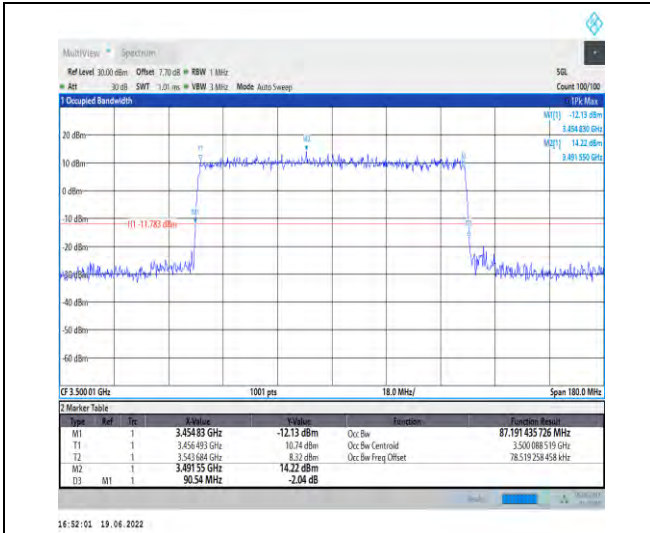 MultiView Spectrum
Ref Level 30.00 dBm Offset 7.70 dB RBW 1 MHz SGL
Att 30 dB SWT 1.01 ms VBW 3 MHz Mode Auto Sweep Count 100/100
1 Occupied Bandwidth 1Pk Max
M1[1] -12.13 dBm
3.454 830 GHz
M2[1] 14.22 dBm
3.491 550 GHz
20 dBm
10 dBm
0 dBm
-10 dBm
H1 -11.783 dBm
-20 dBm
-30 dBm
-40 dBm
-50 dBm
-60 dBm
CF 3.500 01 GHz 1001 pts 18.0 MHz/ Span 180.0 MHz
2 Marker Table
Type Ref Trc X-Value Y-Value Function Function Result
M1 1 3.454 83 GHz -12.13 dBm Occ Bw 87.191 435 726 MHz
T1 1 3.456 493 GHz 10.74 dBm Occ Bw Centroid 3.500 088 519 GHz
T2 1 3.543 684 GHz 8.32 dBm Occ Bw Freq Offset 78.519 258 458 kHz
M2 1 3.491 55 GHz 14.22 dBm
D3 M1 1 90.54 MHz -2.04 dB
16:52:01 19.06.2022